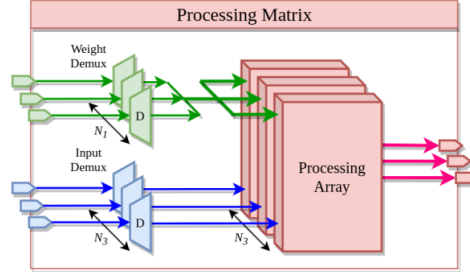 Processing Matrix
Weight
Demux
D
N1
Input
Demux
D
N3
N3
Processing
Array